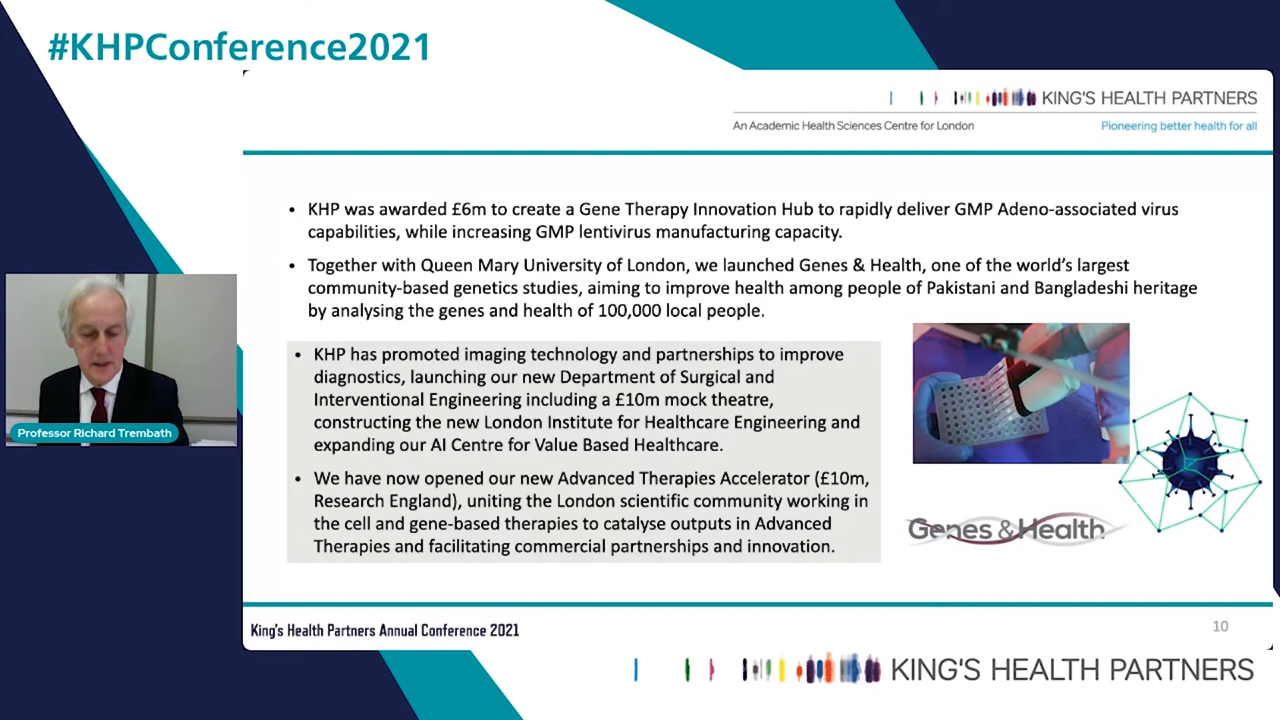 #KHPConference2021
KING'S HEALTH PARTNERS
An Academic Health Sciences Centre for London
Pioneering better health for all
• KHP was awarded £6m to create a Gene Therapy Innovation Hub to rapidly deliver GMP Adeno-associated virus
capabilities, while increasing GMP lentivirus manufacturing capacity.
• Together with Queen Mary University of London, we launched Genes & Health, one of the world's largest
community-based genetics studies, aiming to improve health among people of Pakistani and Bangladeshi heritage
by analysing the genes and health of 100,000 local people.
• KHP has promoted imaging technology and partnerships to improve
diagnostics, launching our new Department of Surgical and
Interventional Engineering including a £10m mock theatre,
constructing the new London Institute for Healthcare Engineering and
expanding our AI Centre for Value Based Healthcare.
• We have now opened our new Advanced Therapies Accelerator (£10m,
Research England), uniting the London scientific community working in
the cell and gene-based therapies to catalyse outputs in Advanced
Therapies and facilitating commercial partnerships and innovation.
Genes & Health
Professor Richard Trembath
King's Health Partners Annual Conference 2021
10
KING'S HEALTH PARTNERS